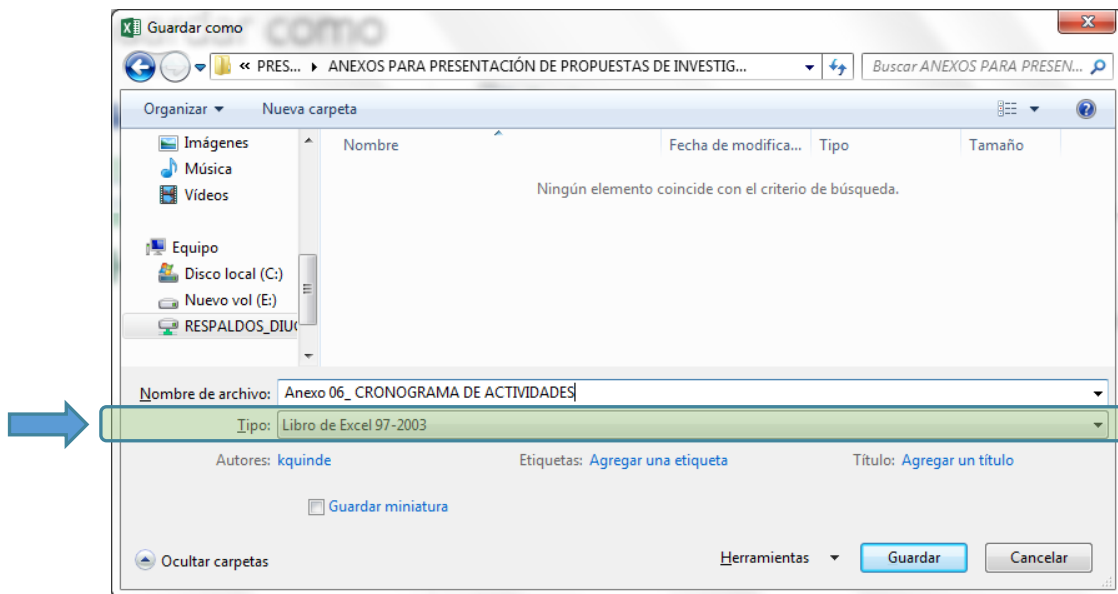 Guardar como
« PRES... ▸ ANEXOS PARA PRESENTACIÓN DE PROPUESTAS DE INVESTIG...
Buscar ANEXOS PARA PRESEN...
Organizar
Nueva carpeta
Imágenes
Música
Vídeos
Equipo
Disco local (C:)
Nuevo vol (E:)
RESPALDOS_DIUC
Nombre
Fecha de modifica...
Tipo
Tamaño
Ningún elemento coincide con el criterio de búsqueda.
Nombre de archivo: Anexo 06_ CRONOGRAMA DE ACTIVIDADES
Tipo: Libro de Excel 97-2003
Autores: kquinde
Etiquetas: Agregar una etiqueta
Título: Agregar un título
Guardar miniatura
Ocultar carpetas
Herramientas
Guardar
Cancelar